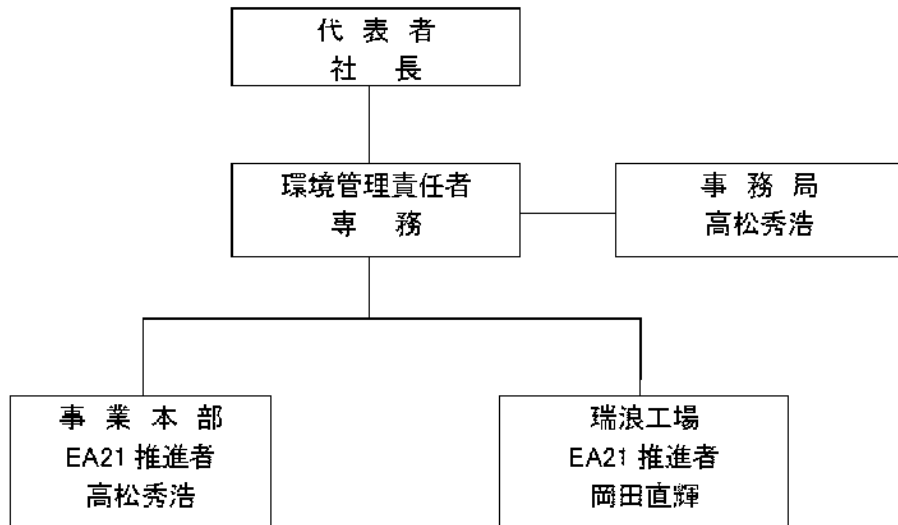 代表者
社長
環境管理責任者
専務
事務局
高松秀浩
事業本部
EA21 推進者
高松秀浩
瑞浪工場
EA21 推進者
岡田直輝